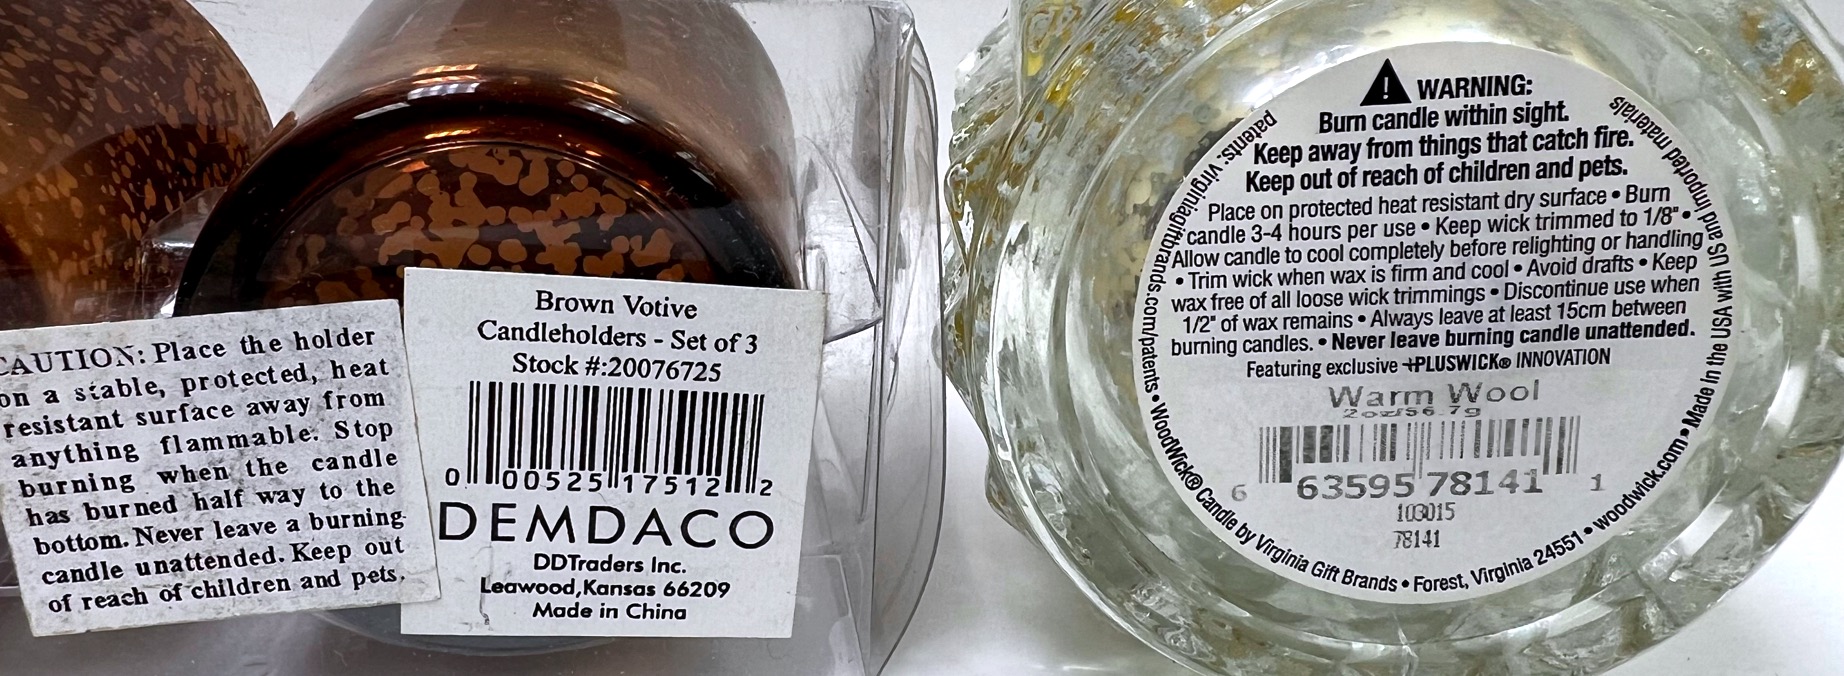 CAUTION: Place the holder
on a stable, protected, heat
resistant surface away from
anything flammable. Stop
burning when the candle
has burned half way to the
bottom. Never leave a burning
candle unattended. Keep out
of reach of children and pets.
Brown Votive
Candleholders - Set of 3
Stock #:20076725
0 00525 17512 2
DEMDACO
DDTraders Inc.
Leawood,Kansas 66209
Made in China
WARNING:
Burn candle within sight.
Keep away from things that catch fire.
Keep out of reach of children and pets.
Place on protected heat resistant dry surface • Burn
candle 3-4 hours per use • Keep wick trimmed to 1/8" •
Allow candle to cool completely before relighting or handling
• Trim wick when wax is firm and cool • Avoid drafts • Keep
wax free of all loose wick trimmings • Discontinue use when
1/2" of wax remains • Always leave at least 15cm between
burning candles. • Never leave burning candle unattended.
Featuring exclusive +PLUSWICK® INNOVATION
Warm Wool
2oz/56.7g
6 63595 78141 1
103015
78141
patents: virginiagiftbrands.com/patents • WoodWick® Candle by Virginia Gift Brands • Forest, Virginia 24551 • woodwick.com • Made in the USA with US and imported materials